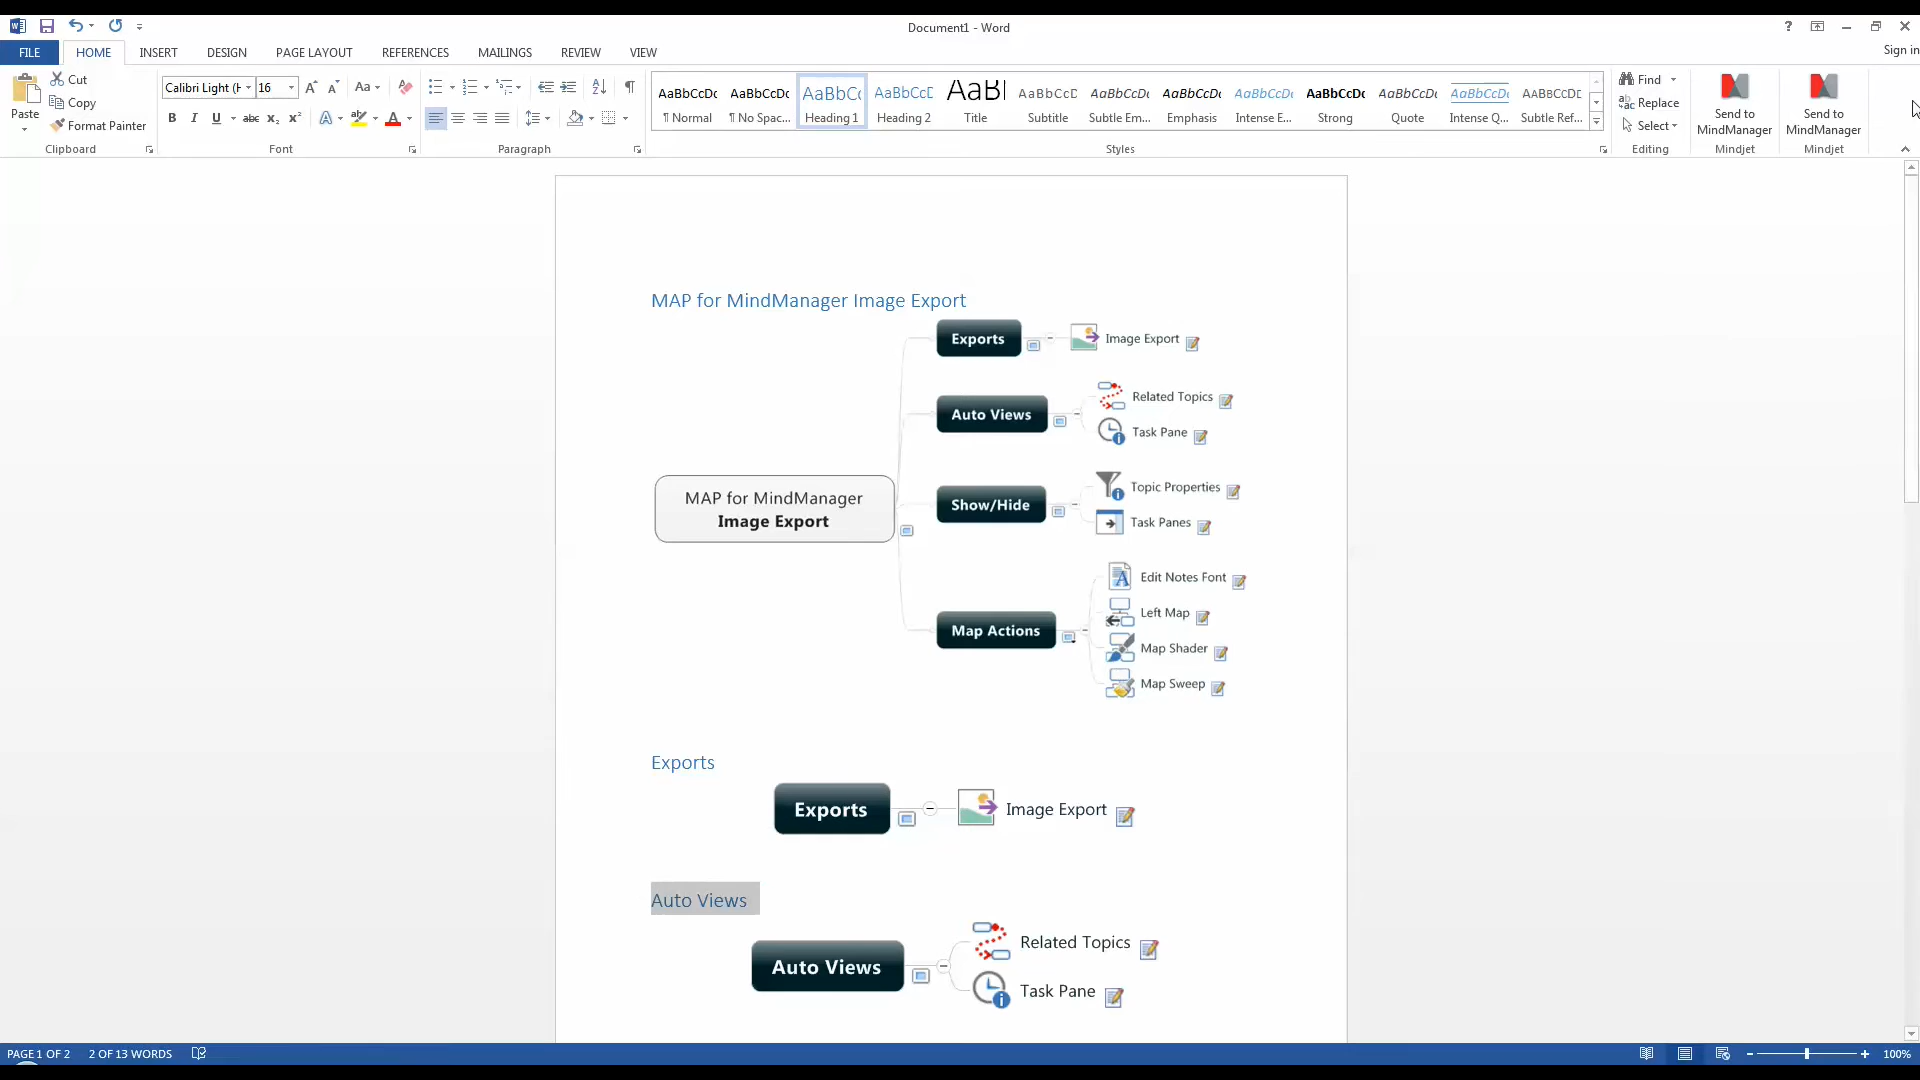 Document1 - Word
?
FILE HOME INSERT DESIGN PAGE LAYOUT REFERENCES MAILINGS REVIEW VIEW
Sign in
Paste
Cut
Copy
Format Painter
Clipboard
Calibri Light (H 16
Aa
B I U abc x₂ x² A A
Font
Paragraph
AaBbCcDc AaBbCcDc AaBbCc AaBbCcD AaBl AaBbCcD AaBbCcDc AaBbCcDc AaBbCcDc AaBbCcDc AaBbCcDc AaBbCcDc AaBbCcDc
¶ Normal ¶ No Spac... Heading 1 Heading 2 Title Subtitle Subtle Em... Emphasis Intense E... Strong Quote Intense Q... Subtle Ref...
Styles
Find
Replace
Select
Editing
Send to
MindManager
Mindjet
Send to
MindManager
Mindjet
MAP for MindManager Image Export
Exports
Image Export
Auto Views
Related Topics
Task Pane
MAP for MindManager
Image Export
Show/Hide
Topic Properties
Task Panes
Map Actions
Edit Notes Font
Left Map
Map Shader
Map Sweep
Exports
Exports
Image Export
Auto Views
Auto Views
Related Topics
Task Pane
PAGE 1 OF 2 2 OF 13 WORDS
100%